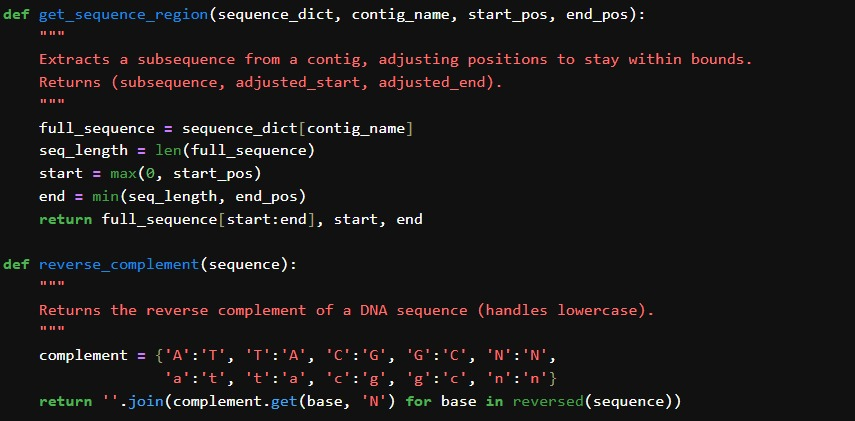 def get_sequence_region(sequence_dict, contig_name, start_pos, end_pos):
    """
    Extracts a subsequence from a contig, adjusting positions to stay within bounds.
    Returns (subsequence, adjusted_start, adjusted_end).
    """
    full_sequence = sequence_dict[contig_name]
    seq_length = len(full_sequence)
    start = max(0, start_pos)
    end = min(seq_length, end_pos)
    return full_sequence[start:end], start, end

def reverse_complement(sequence):
    """
    Returns the reverse complement of a DNA sequence (handles lowercase).
    """
    complement = {'A':'T', 'T':'A', 'C':'G', 'G':'C', 'N':'N',
                  'a':'t', 't':'a', 'c':'g', 'g':'c', 'n':'n'}
    return ''.join(complement.get(base, 'N') for base in reversed(sequence))